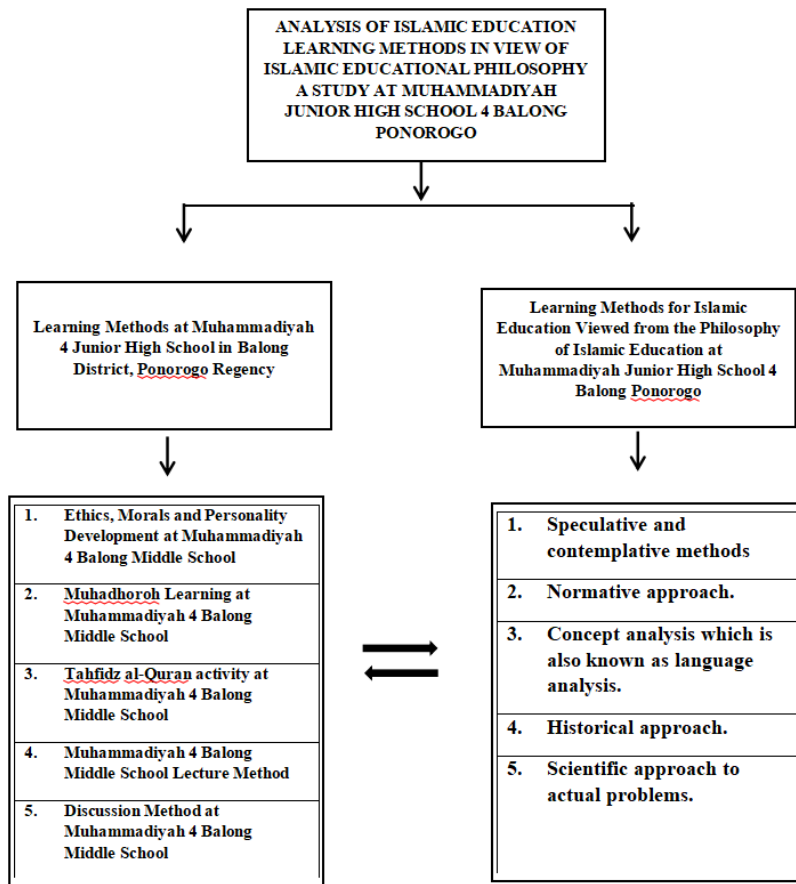 ANALYSIS OF ISLAMIC EDUCATION
LEARNING METHODS IN VIEW OF
ISLAMIC EDUCATIONAL PHILOSOPHY
A STUDY AT MUHAMMADIYAH
JUNIOR HIGH SCHOOL 4 BALONG
PONOROGO
Learning Methods at Muhammadiyah
4 Junior High School in Balong
District, Ponorogo Regency
Learning Methods for Islamic
Education Viewed from the Philosophy
of Islamic Education at
Muhammadiyah Junior High School 4
Balong Ponorogo
1. Ethics, Morals and Personality
Development at Muhammadiyah
4 Balong Middle School
2. Muhadhoroh Learning at
Muhammadiyah 4 Balong
Middle School
3. Tahfidz al-Quran activity at
Muhammadiyah 4 Balong
Middle School
4. Muhammadiyah 4 Balong
Middle School Lecture Method
5. Discussion Method at
Muhammadiyah 4 Balong
Middle School
1. Speculative and
contemplative methods
2. Normative approach.
3. Concept analysis which is
also known as language
analysis.
4. Historical approach.
5. Scientific approach to
actual problems.